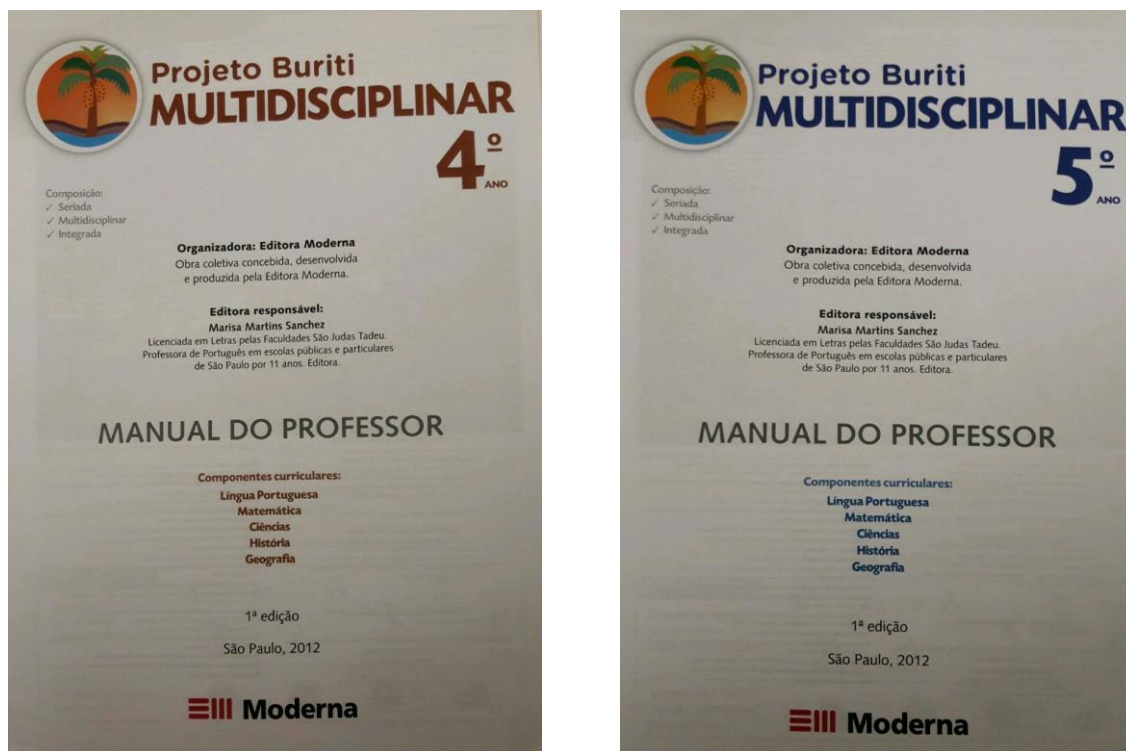 Projeto Buriti
MULTIDISCIPLINAR
4º
ANO
Composição:
✓ Seriada
✓ Multidisciplinar
✓ Integrada
Organizadora: Editora Moderna
Obra coletiva concebida, desenvolvida
e produzida pela Editora Moderna.
Editora responsável:
Marisa Martins Sanchez
Licenciada em Letras pelas Faculdades São Judas Tadeu.
Professora de Português em escolas públicas e particulares
de São Paulo por 11 anos. Editora.
MANUAL DO PROFESSOR
Componentes curriculares:
Língua Portuguesa
Matemática
Ciências
História
Geografia
1ª edição
São Paulo, 2012
Moderna
Projeto Buriti
MULTIDISCIPLINAR
5º
ANO
Composição:
✓ Seriada
✓ Multidisciplinar
✓ Integrada
Organizadora: Editora Moderna
Obra coletiva concebida, desenvolvida
e produzida pela Editora Moderna.
Editora responsável:
Marisa Martins Sanchez
Licenciada em Letras pelas Faculdades São Judas Tadeu.
Professora de Português em escolas públicas e particulares
de São Paulo por 11 anos. Editora.
MANUAL DO PROFESSOR
Componentes curriculares:
Língua Portuguesa
Matemática
Ciências
História
Geografia
1ª edição
São Paulo, 2012
Moderna